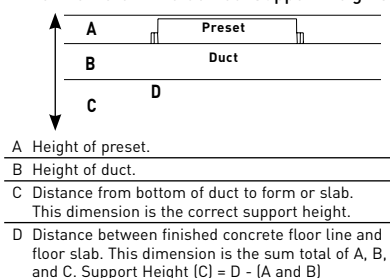 A Preset
B Duct
C D
A Height of preset.
B Height of duct.
C Distance from bottom of duct to form or slab.
This dimension is the correct support height.
D Distance between finished concrete floor line and
floor slab. This dimension is the sum total of A, B,
and C. Support Height (C) = D - (A and B)